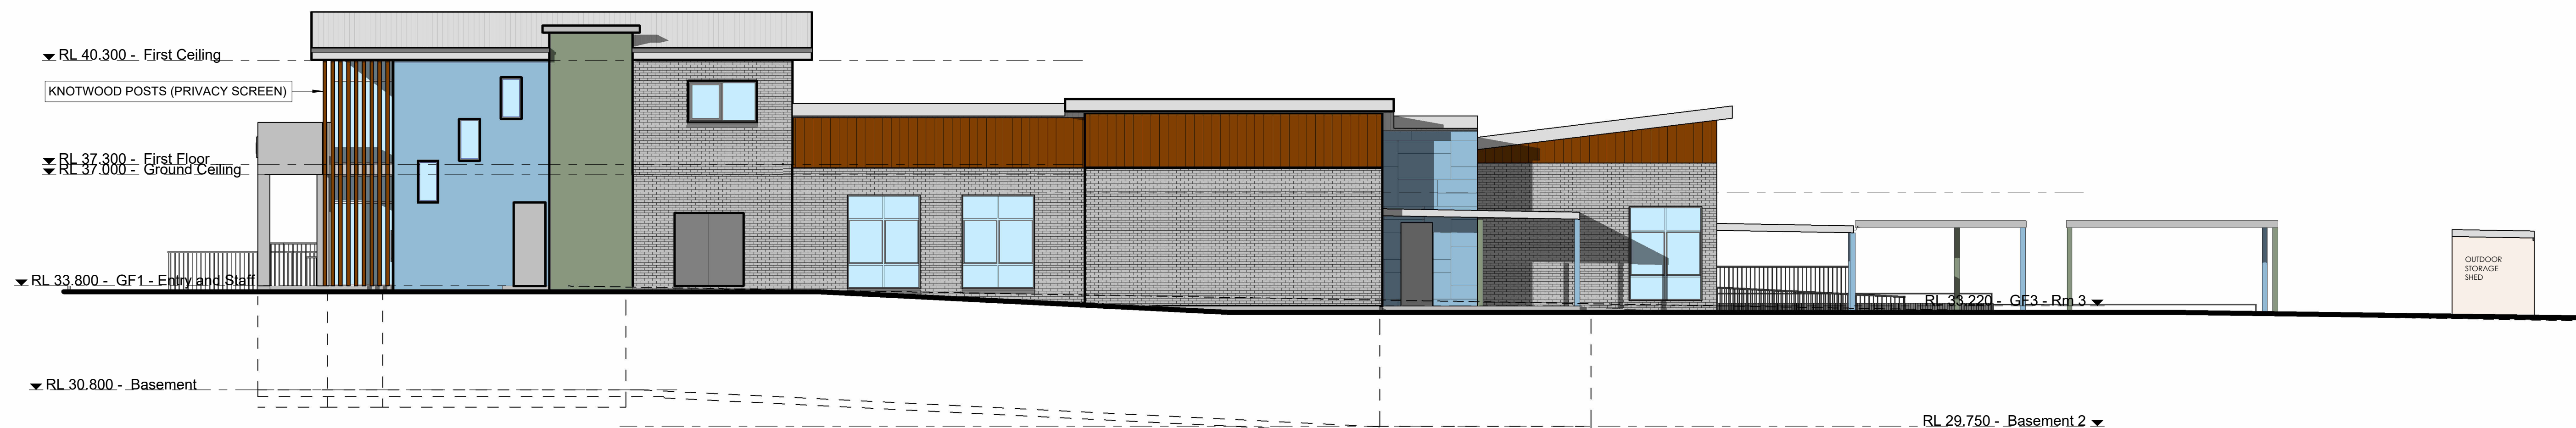 RL 40.300 - First Ceiling
KNOTWOOD POSTS (PRIVACY SCREEN)
RL 37.300 - First Floor
RL 37.000 - Ground Ceiling
RL 33.800 - GF1 - Entry and Staff
OUTDOOR
STORAGE
SHED
RL 33.220 - GF3 - Rm 3
RL 30.800 - Basement
RL 29.750 - Basement 2